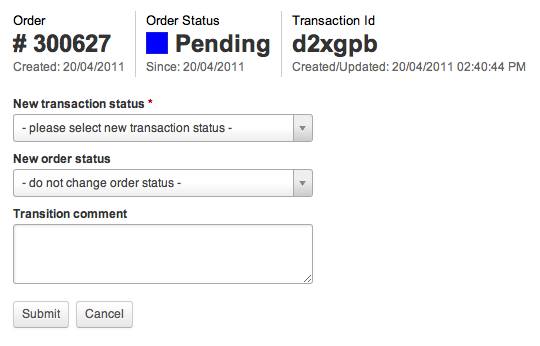 Order
# 300627
Created: 20/04/2011
Order Status
Pending
Since: 20/04/2011
Transaction Id
d2xgpb
Created/Updated: 20/04/2011 02:40:44 PM
New transaction status *
- please select new transaction status -
New order status
- do not change order status -
Transition comment
Submit
Cancel